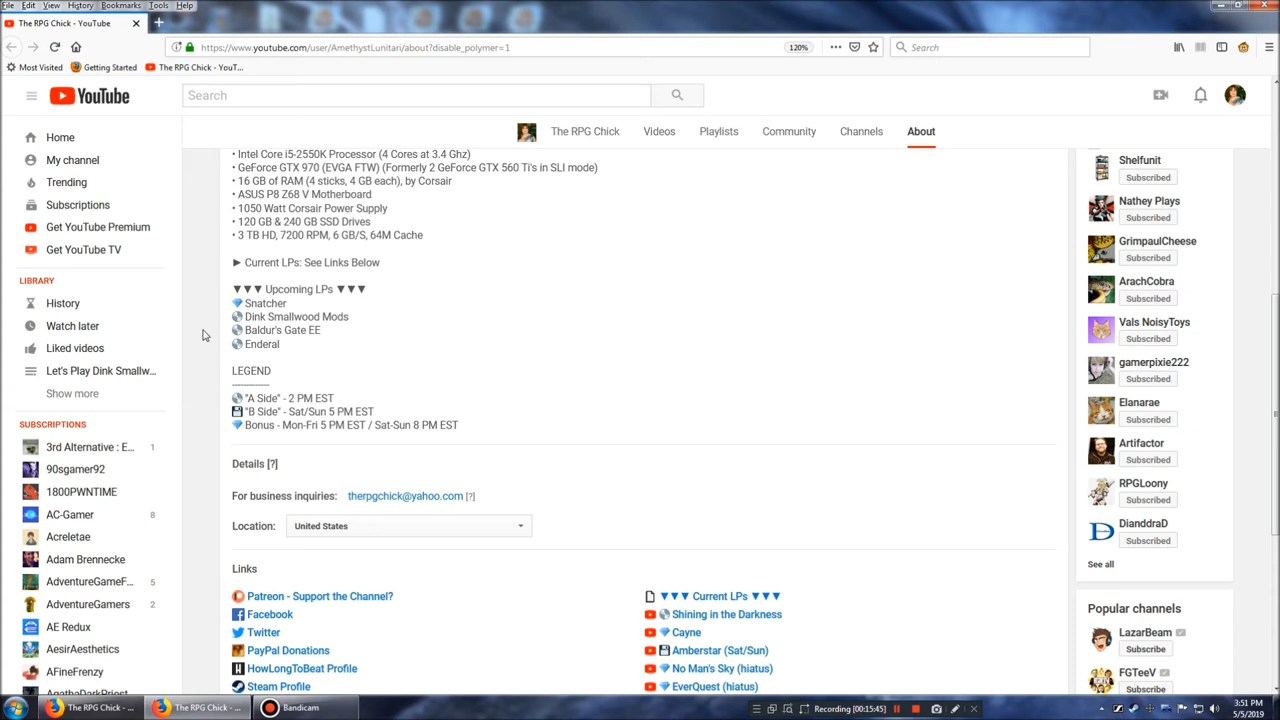 File Edit View History Bookmarks Tools Help
The RPG Chick - YouTube
https://www.youtube.com/user/AmethystLunitari/about?disable_polymer=1
120%
Search
Most Visited
Getting Started
The RPG Chick - YouT...
YouTube
Search
The RPG Chick
Videos
Playlists
Community
Channels
About
Home
My channel
Trending
Subscriptions
Get YouTube Premium
Get YouTube TV
LIBRARY
History
Watch later
Liked videos
Let's Play Dink Smallw...
Show more
SUBSCRIPTIONS
3rd Alternative : E... 1
90sgamer92
1800PWNTIME
AC-Gamer 8
Acreletae
Adam Brennecke
AdventureGameF... 5
AdventureGamers 2
AE Redux
AesirAesthetics
AFineFrenzy
AgathaDarkPriest
• Intel Core i5-2550K Processor (4 Cores at 3.4 Ghz)
• GeForce GTX 970 (EVGA FTW) (Formerly 2 GeForce GTX 560 Ti's in SLI mode)
• 16 GB of RAM (4 sticks, 4 GB each), by Corsair
• ASUS P8 Z68 V Motherboard
• 1050 Watt Corsair Power Supply
• 120 GB & 240 GB SSD Drives
• 3 TB HD, 7200 RPM, 6 GB/S, 64M Cache
► Current LPs: See Links Below
▼▼▼ Upcoming LPs ▼▼▼
💎 Snatcher
💿 Dink Smallwood Mods
💿 Baldur's Gate EE
💿 Enderal
LEGEND
-------------
💿 "A Side" - 2 PM EST
💾 "B Side" - Sat/Sun 5 PM EST
💎 Bonus - Mon-Fri 5 PM EST / Sat-Sun 8 PM EST
Details [?]
For business inquiries: therpgchick@yahoo.com [?]
Location: United States
Links
Patreon - Support the Channel?
Facebook
Twitter
PayPal Donations
HowLongToBeat Profile
Steam Profile
▼▼▼ Current LPs ▼▼▼
💿 Shining in the Darkness
💎 Cayne
💾 Amberstar (Sat/Sun)
💎 No Man's Sky (hiatus)
💎 EverQuest (hiatus)
Shelfunit
Subscribed
Nathey Plays
Subscribed
GrimpaulCheese
Subscribed
ArachCobra
Subscribed
Vals NoisyToys
Subscribed
gamerpixie222
Subscribed
Elanarae
Subscribed
Artifactor
Subscribed
RPGLoony
Subscribed
DianddraD
Subscribed
See all
Popular channels
LazarBeam
Subscribe
FGTeeV
Subscribe
The RPG Chick - ...
The RPG Chick - ...
Bandicam
Recording [00:15:45]
3:51 PM
5/5/2019